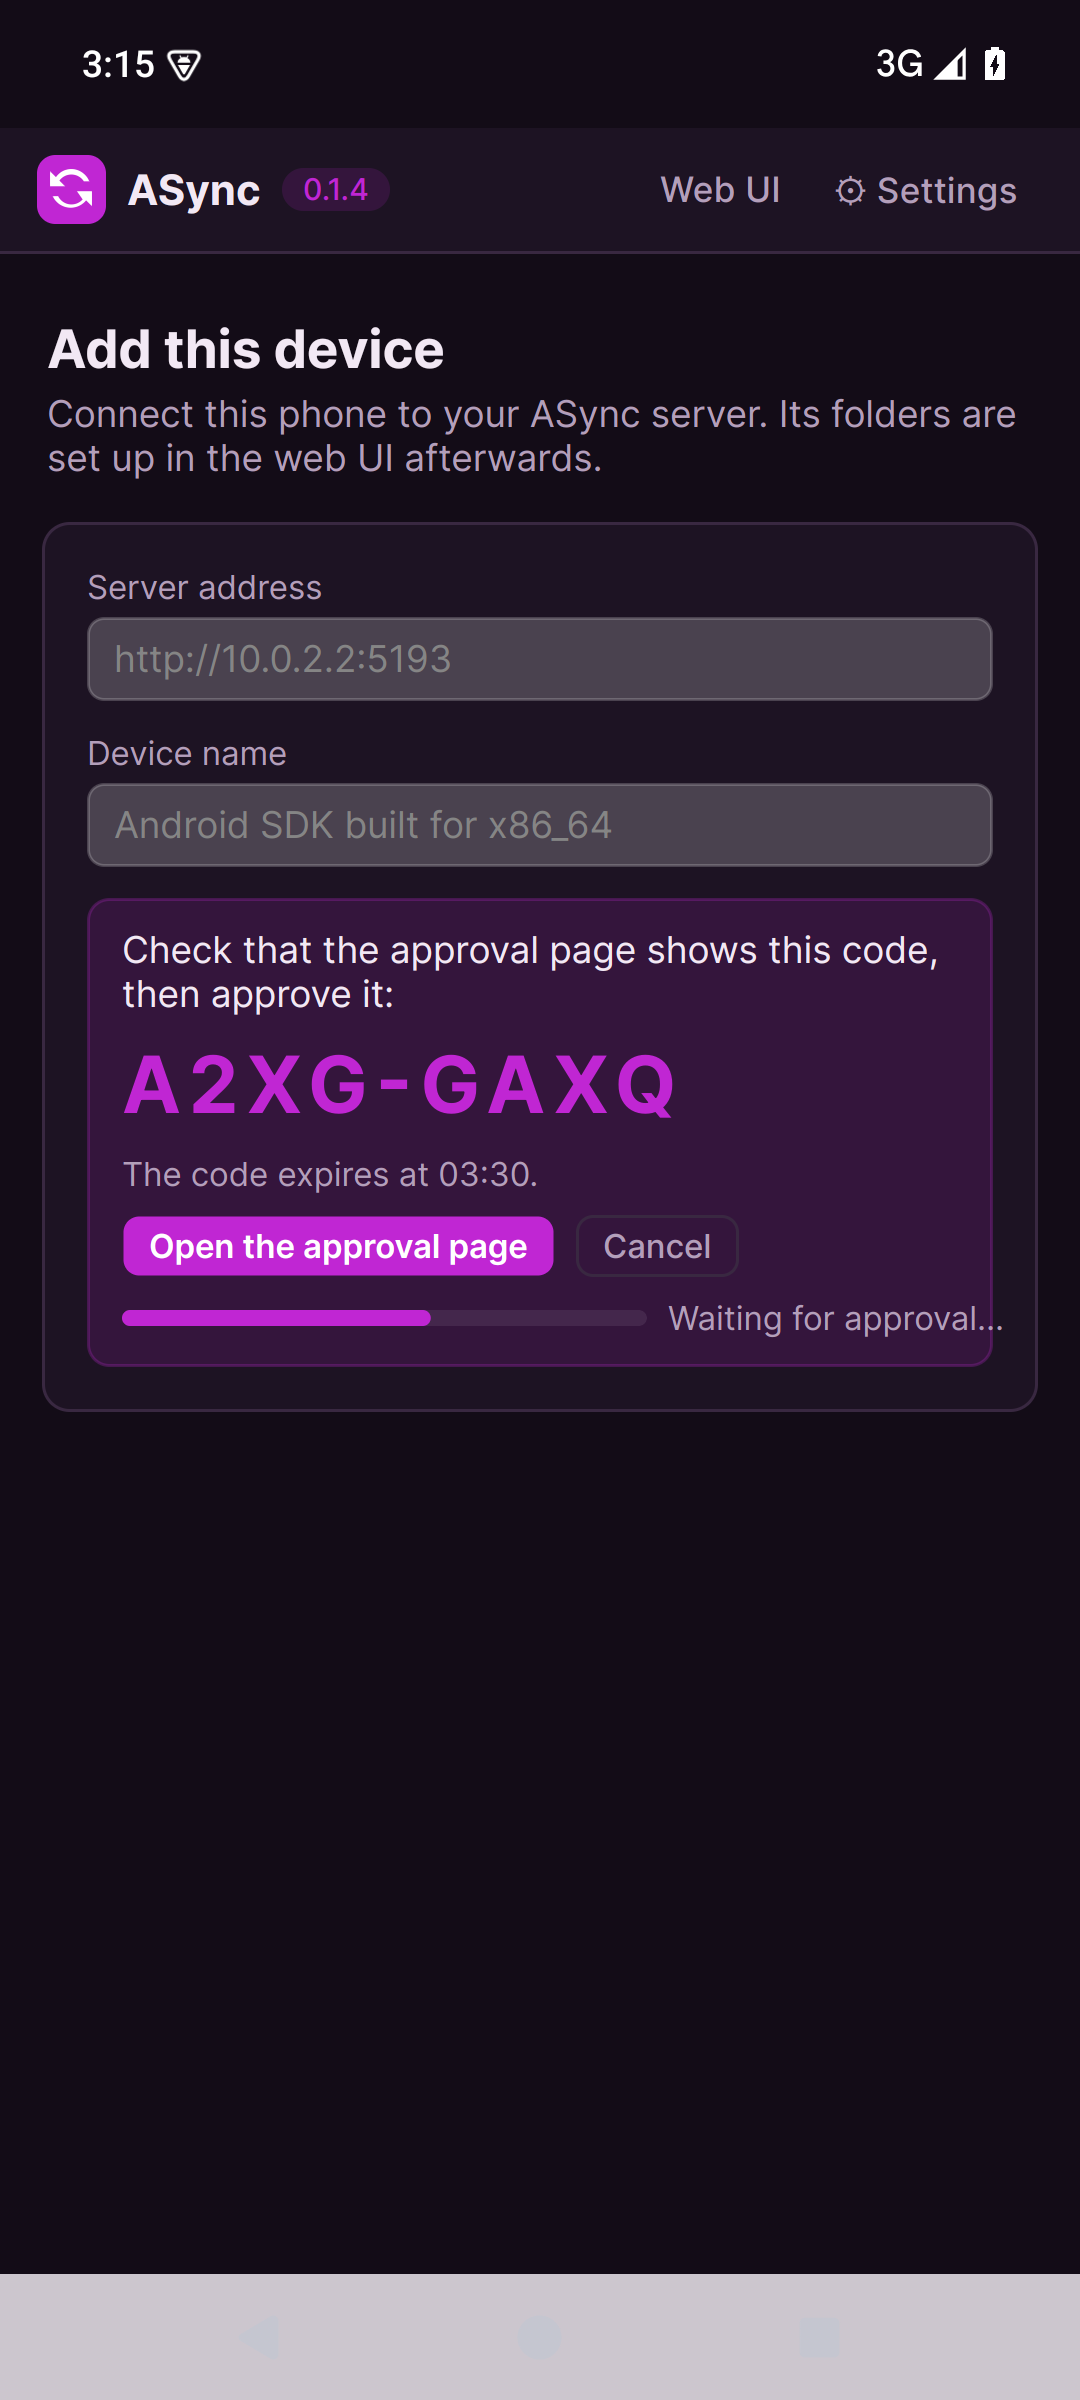 3:15
3G
ASync
0.1.4
Web UI
Settings
Add this device
Connect this phone to your ASync server. Its folders are
set up in the web UI afterwards.
Server address
http://10.0.2.2:5193
Device name
Android SDK built for x86_64
Check that the approval page shows this code,
then approve it:
A2XG-GAXQ
The code expires at 03:30.
Open the approval page
Cancel
Waiting for approval...